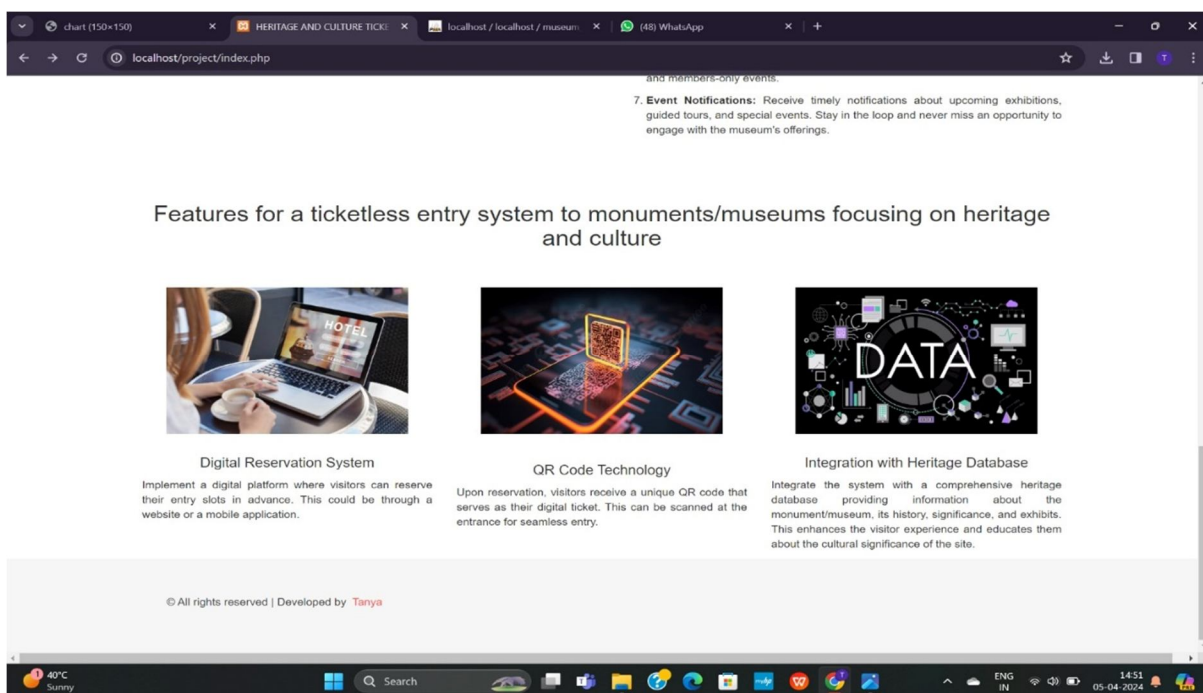 chart (150×150)
HERITAGE AND CULTURE TICKE
localhost / localhost / museum
(48) WhatsApp
localhost/project/index.php
T
and members-only events.
7. Event Notifications: Receive timely notifications about upcoming exhibitions,
guided tours, and special events. Stay in the loop and never miss an opportunity to
engage with the museum's offerings.
Features for a ticketless entry system to monuments/museums focusing on heritage
and culture
HOTEL
DATA
Digital Reservation System
Implement a digital platform where visitors can reserve
their entry slots in advance. This could be through a
website or a mobile application.
QR Code Technology
Upon reservation, visitors receive a unique QR code that
serves as their digital ticket. This can be scanned at the
entrance for seamless entry.
Integration with Heritage Database
Integrate the system with a comprehensive heritage
database providing information about the
monument/museum, its history, significance, and exhibits.
This enhances the visitor experience and educates them
about the cultural significance of the site.
© All rights reserved | Developed by Tanya
1
40°C
Sunny
Search
ENG
IN
14:51
05-04-2024